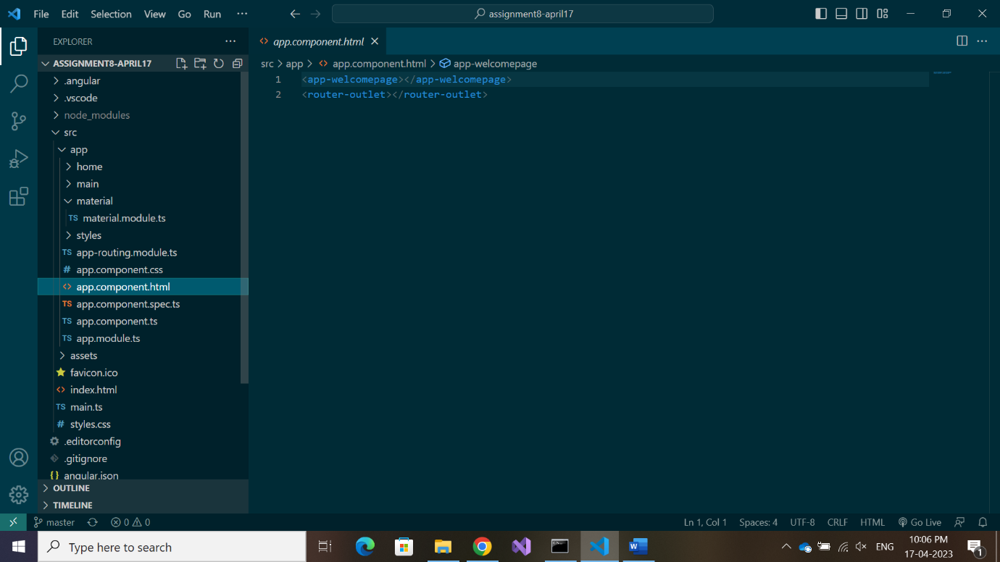 File Edit Selection View Go Run ··· assignment8-april17
EXPLORER ··· app.component.html
ASSIGNMENT8-APRIL17
src > app > app.component.html > app-welcomepage
1 <app-welcomepage></app-welcomepage>
2 <router-outlet></router-outlet>
.angular
.vscode
node_modules
src
app
home
main
material
TS material.module.ts
styles
TS app-routing.module.ts
# app.component.css
<> app.component.html
TS app.component.spec.ts
TS app.component.ts
TS app.module.ts
assets
favicon.ico
<> index.html
TS main.ts
# styles.css
.editorconfig
.gitignore
{} angular.json
OUTLINE
TIMELINE
master 0 0 Ln 1, Col 1 Spaces: 4 UTF-8 CRLF HTML Go Live
Type here to search ENG 10:06 PM
17-04-2023 1